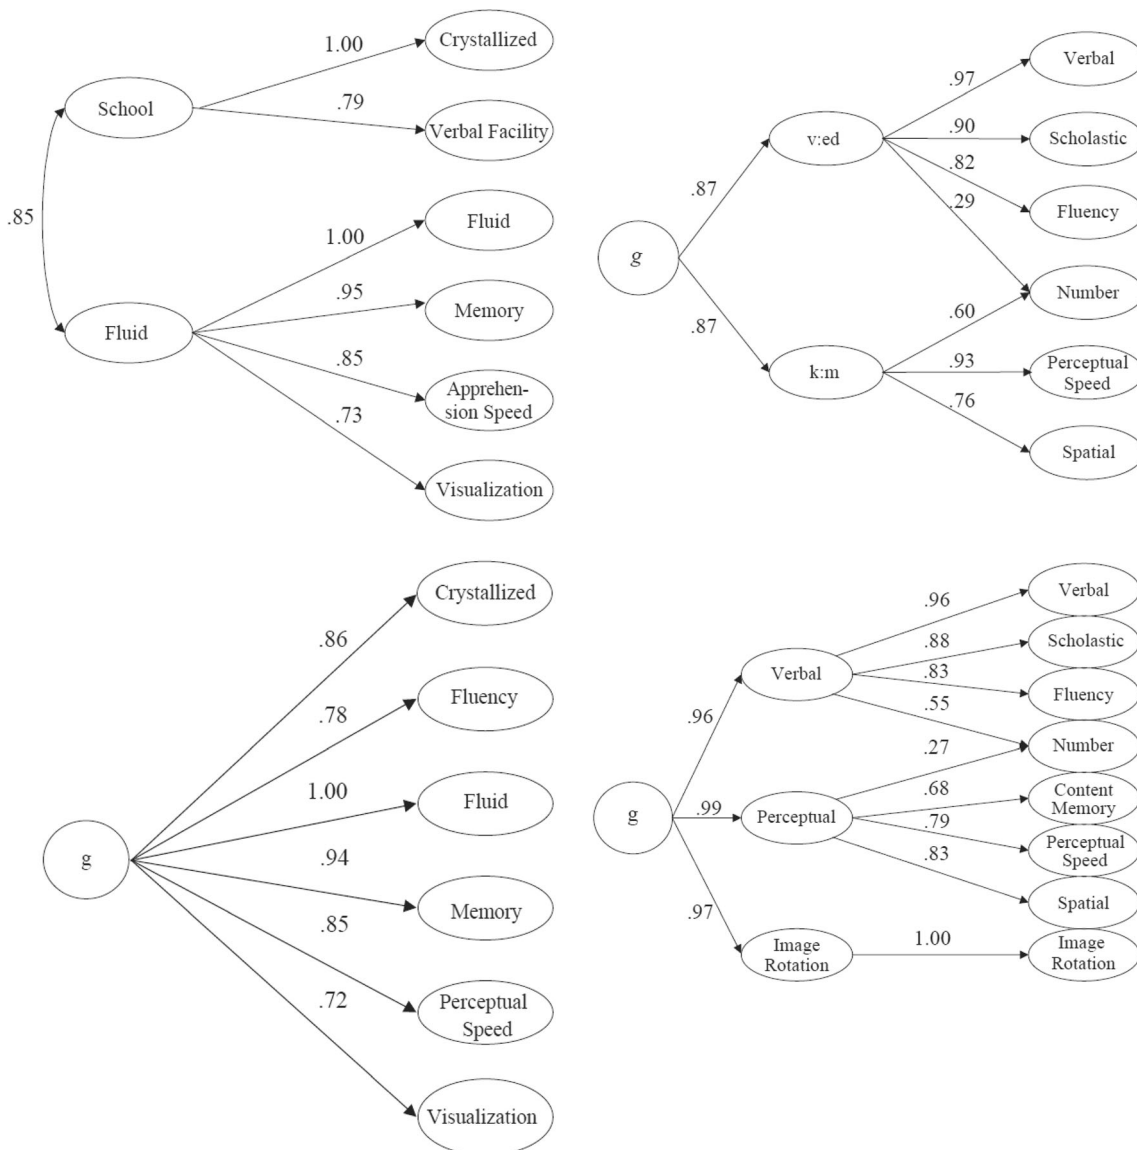 1.00
Crystallized
School
.79
Verbal Facility
.85
Fluid
1.00
Fluid
.95
Memory
.85
Apprehen-
sion Speed
.73
Visualization
g
.87
v:ed
.97
Verbal
.90
Scholastic
.82
Fluency
.29
Number
.87
k:m
.60
.93
Perceptual
Speed
.76
Spatial
g
.86
Crystallized
.78
Fluency
1.00
Fluid
.94
Memory
.85
Perceptual
Speed
.72
Visualization
g
.96
Verbal
.96
Verbal
.88
Scholastic
.83
Fluency
.55
Number
.99
Perceptual
.27
.68
Content
Memory
.79
Perceptual
Speed
.83
Spatial
.97
Image
Rotation
1.00
Image
Rotation